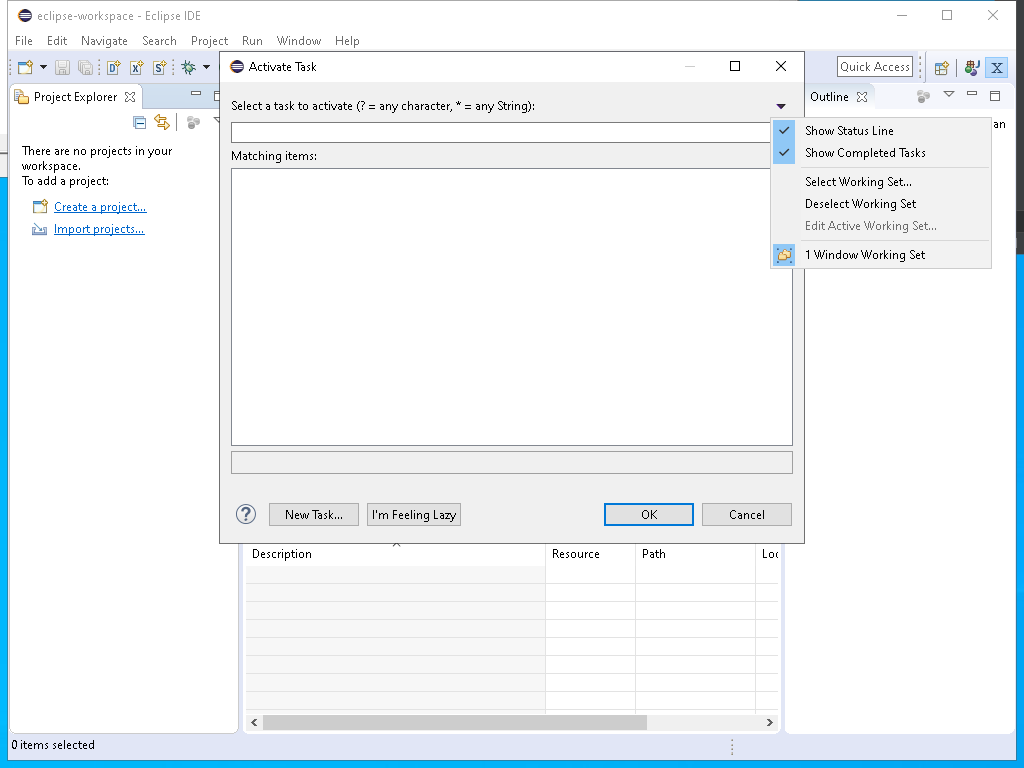 eclipse-workspace - Eclipse IDE
File Edit Navigate Search Project Run Window Help
Activate Task
Quick Access
Project Explorer
Outline
Select a task to activate (? = any character, * = any String):
Matching items:
Show Status Line
Show Completed Tasks
Select Working Set...
Deselect Working Set
Edit Active Working Set...
1 Window Working Set
an
There are no projects in your
workspace.
To add a project:
Create a project...
Import projects...
New Task...
I'm Feeling Lazy
OK
Cancel
Description Resource Path Loc
0 items selected